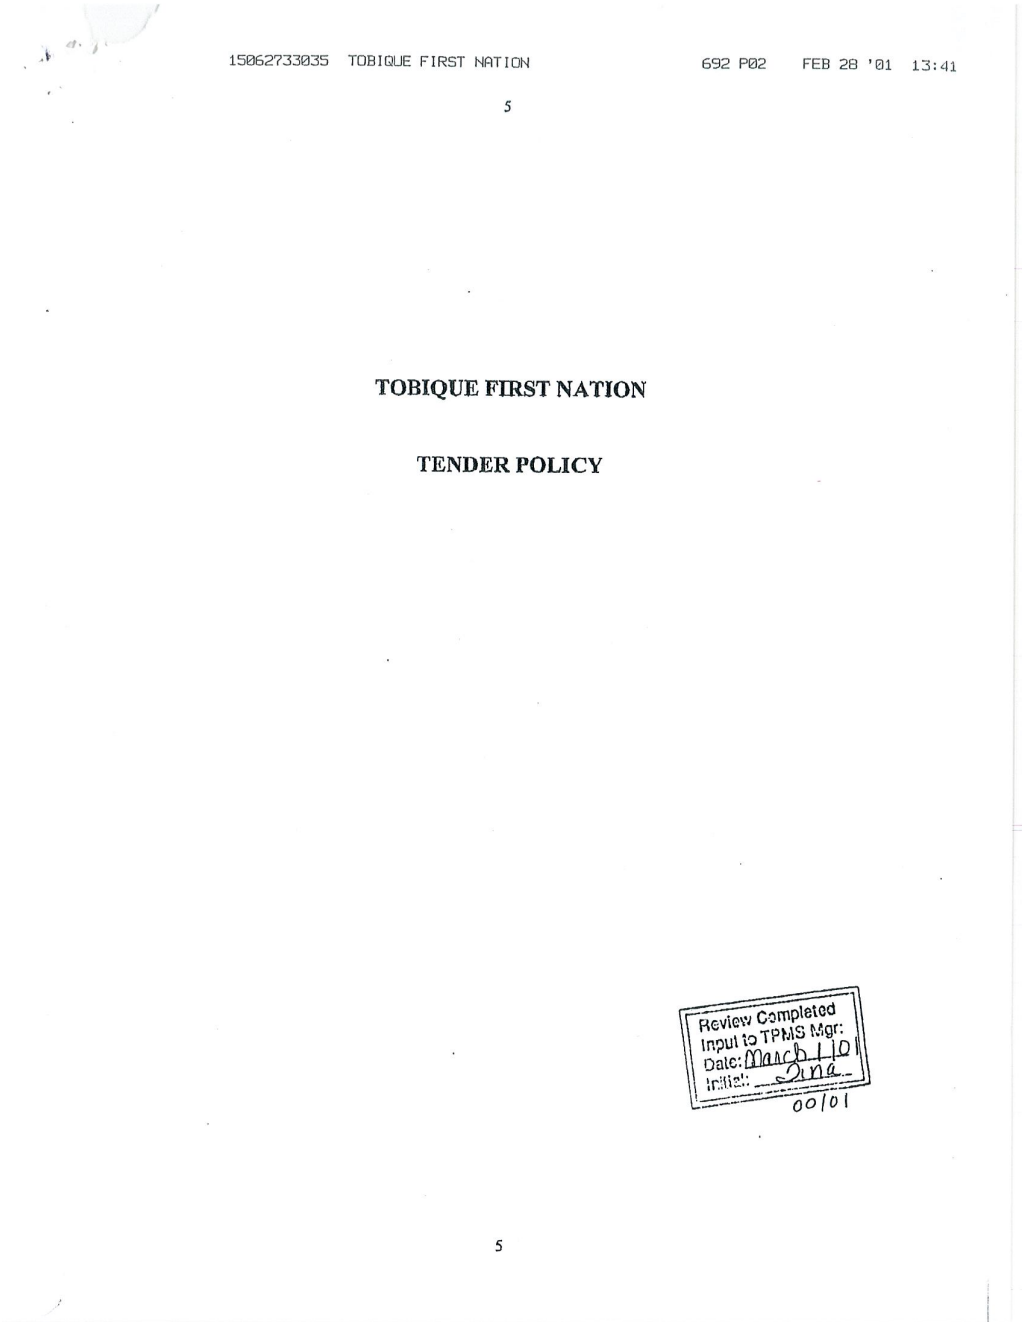 15062733035 TOBIQUE FIRST NATION 692 P02 FEB 28 '01 13:41
5
TOBIQUE FIRST NATION
TENDER POLICY
Review Completed
Input to TPMS Mgr:
Date: March 1/01
Initial: Tina
00/01
5